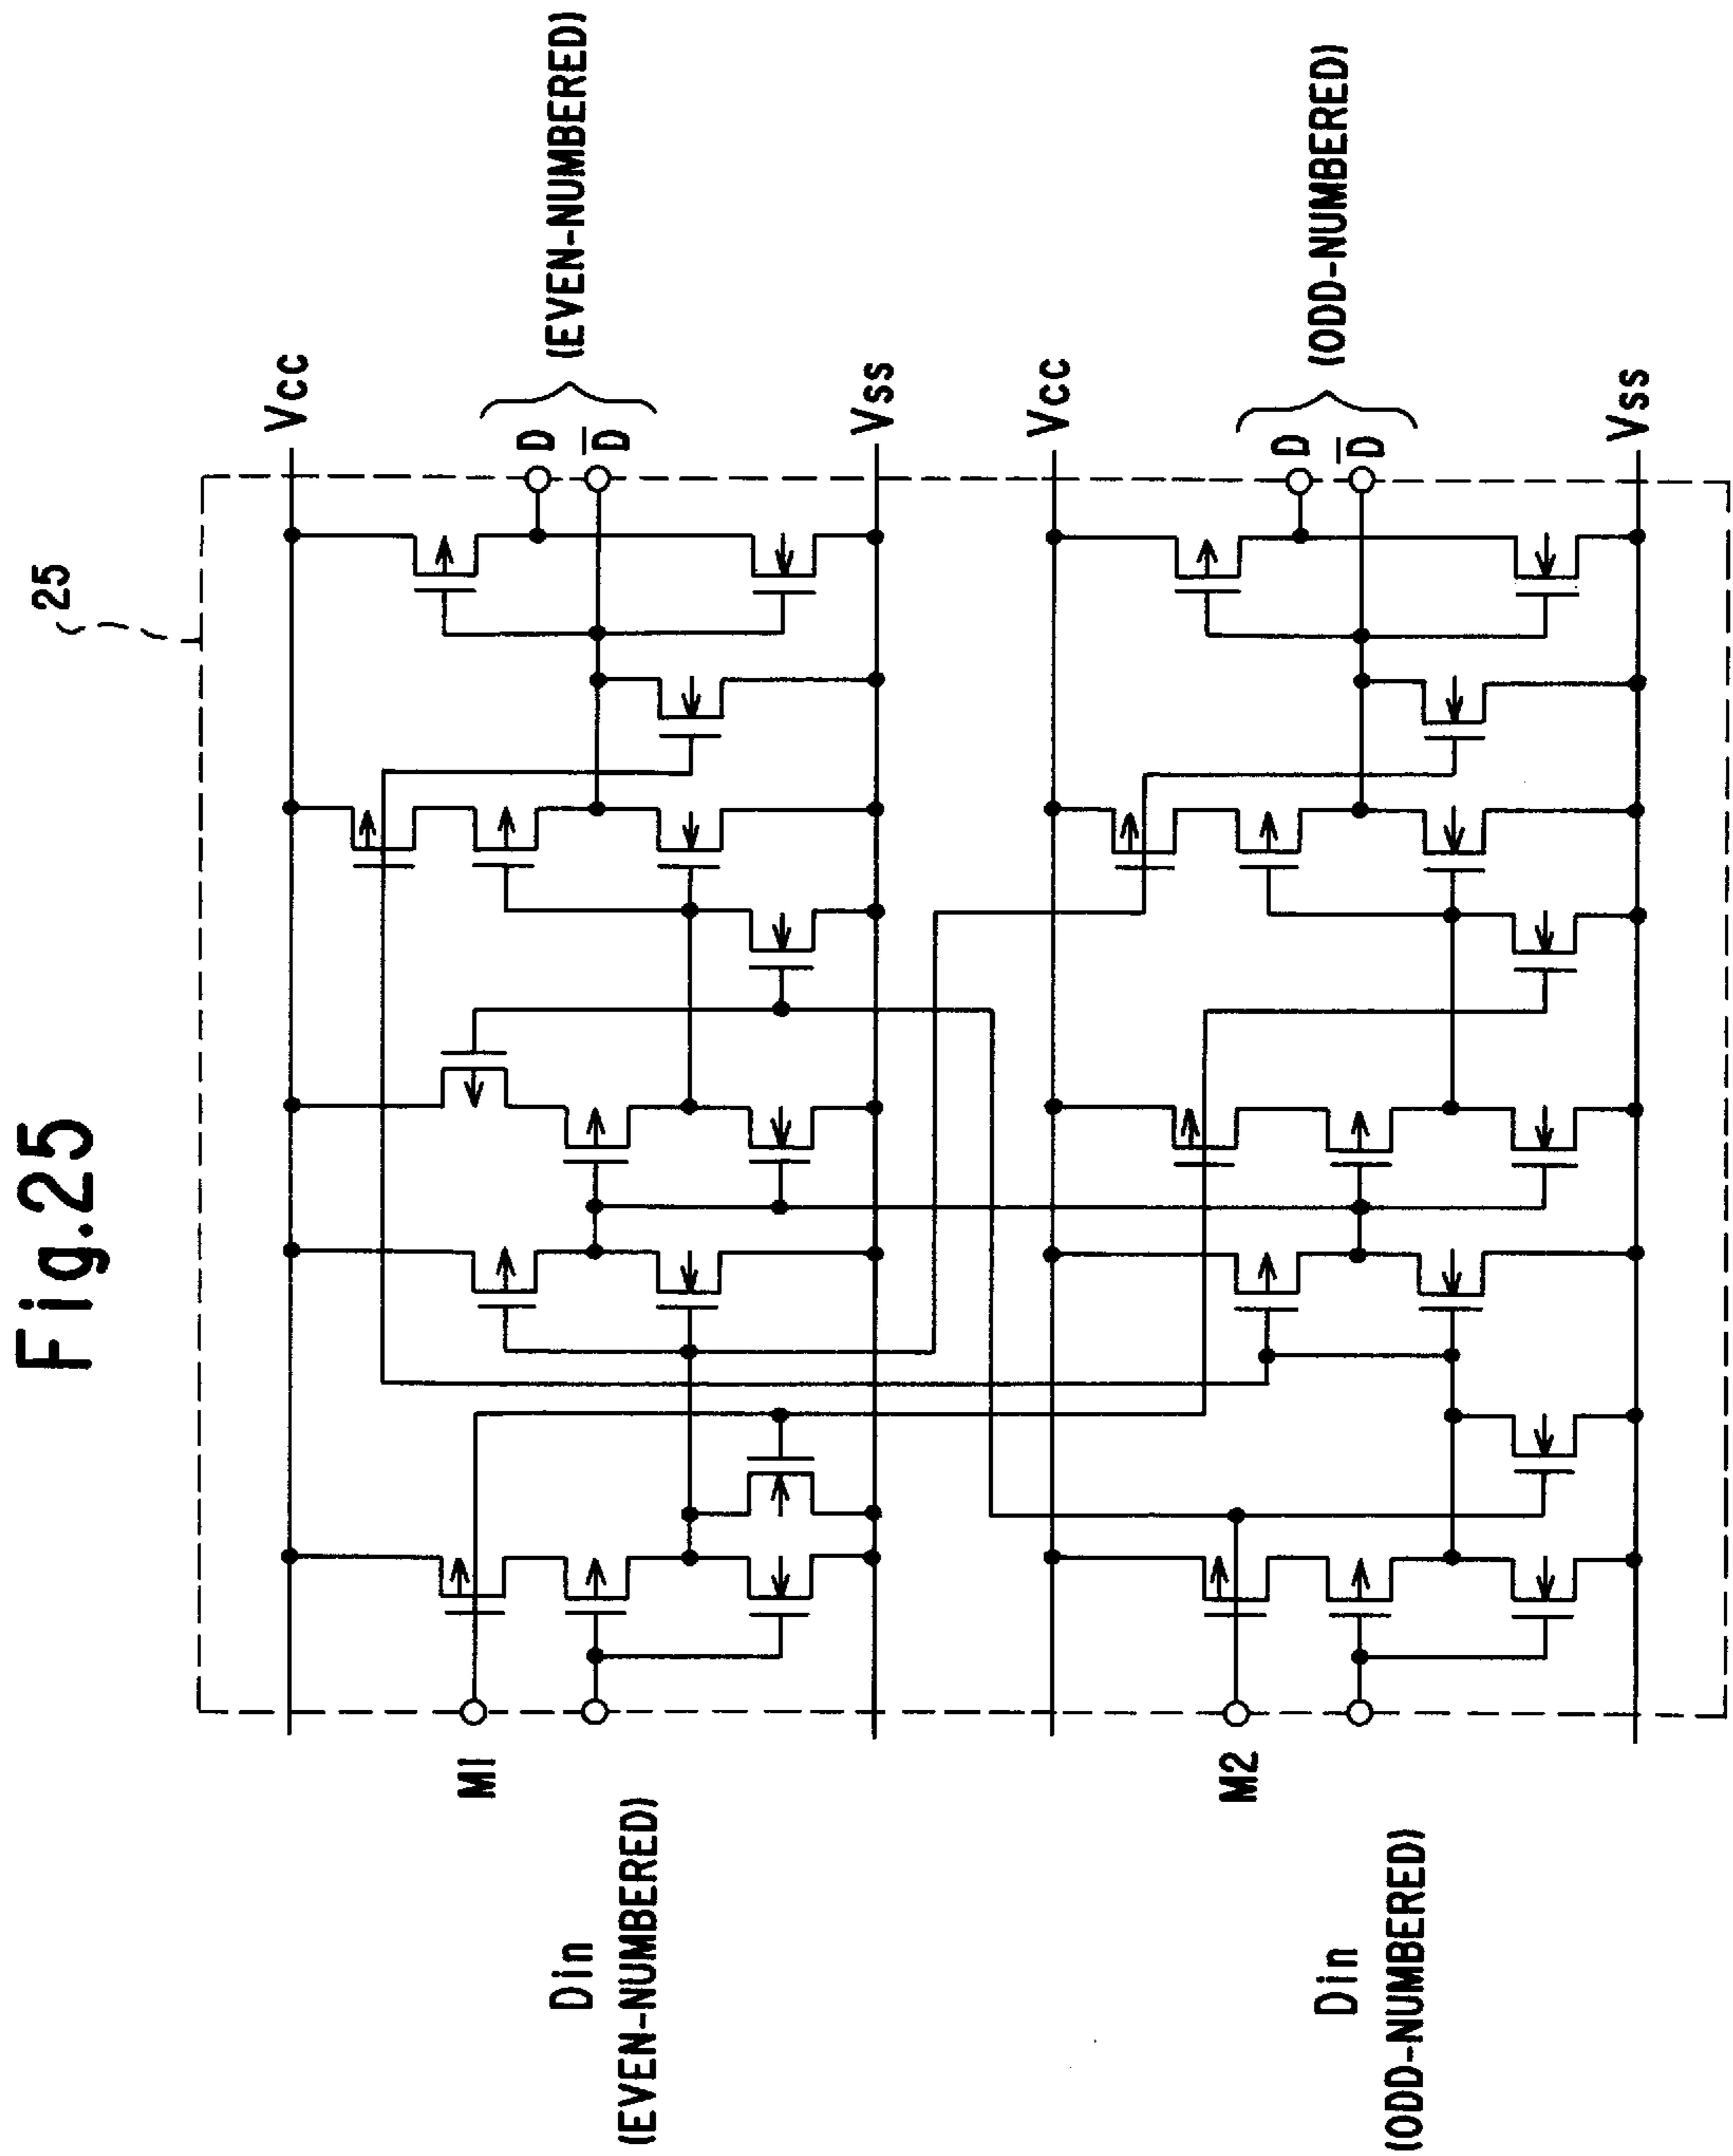 Fig.25
25
Vcc
D
D̅
(EVEN-NUMBERED)
Vss
M1
Din
(EVEN-NUMBERED)
Vcc
D
D̅
(ODD-NUMBERED)
Vss
M2
Din
(ODD-NUMBERED)